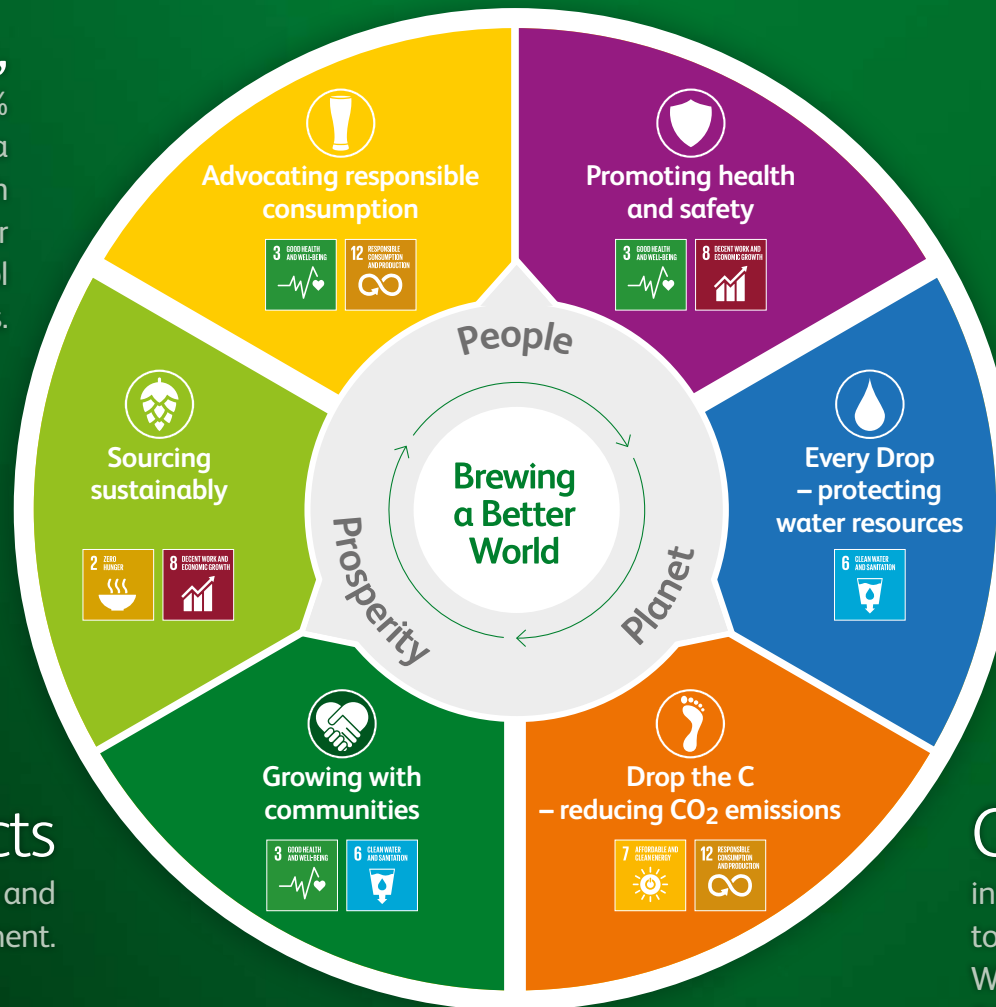 %
a
n
r
ol
s.
Advocating responsible
consumption
3 GOOD HEALTH
AND WELL-BEING
12 RESPONSIBLE
CONSUMPTION
AND PRODUCTION
Promoting health
and safety
3 GOOD HEALTH
AND WELL-BEING
8 DECENT WORK AND
ECONOMIC GROWTH
Every Drop
– protecting
water resources
6 CLEAN WATER
AND SANITATION
Drop the C
– reducing CO2 emissions
7 AFFORDABLE AND
CLEAN ENERGY
12 RESPONSIBLE
CONSUMPTION
AND PRODUCTION
Growing with
communities
3 GOOD HEALTH
AND WELL-BEING
6 CLEAN WATER
AND SANITATION
Sourcing
sustainably
2 ZERO
HUNGER
8 DECENT WORK AND
ECONOMIC GROWTH
People
Planet
Prosperity
Brewing
a Better
World
cts
and
ment.
in
to
W